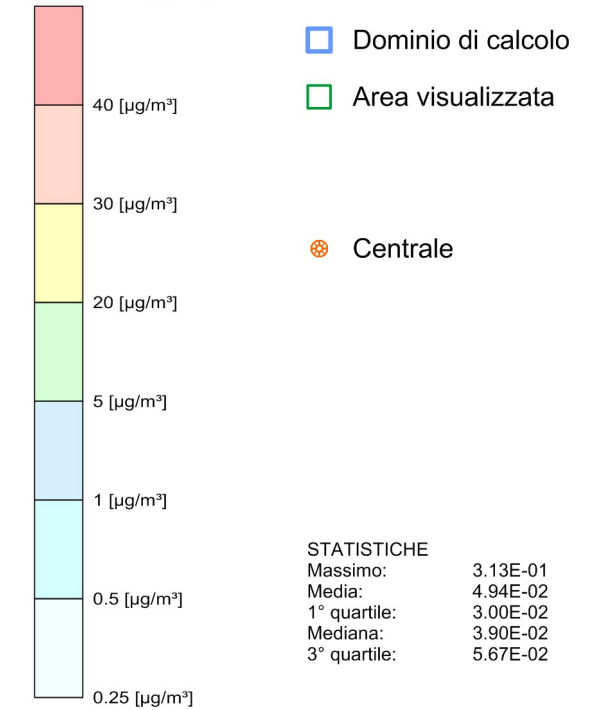 40 [µg/m³]
30 [µg/m³]
20 [µg/m³]
5 [µg/m³]
1 [µg/m³]
0.5 [µg/m³]
0.25 [µg/m³]
Dominio di calcolo
Area visualizzata
Centrale
STATISTICHE
Massimo: 3.13E-01
Media: 4.94E-02
1° quartile: 3.00E-02
Mediana: 3.90E-02
3° quartile: 5.67E-02